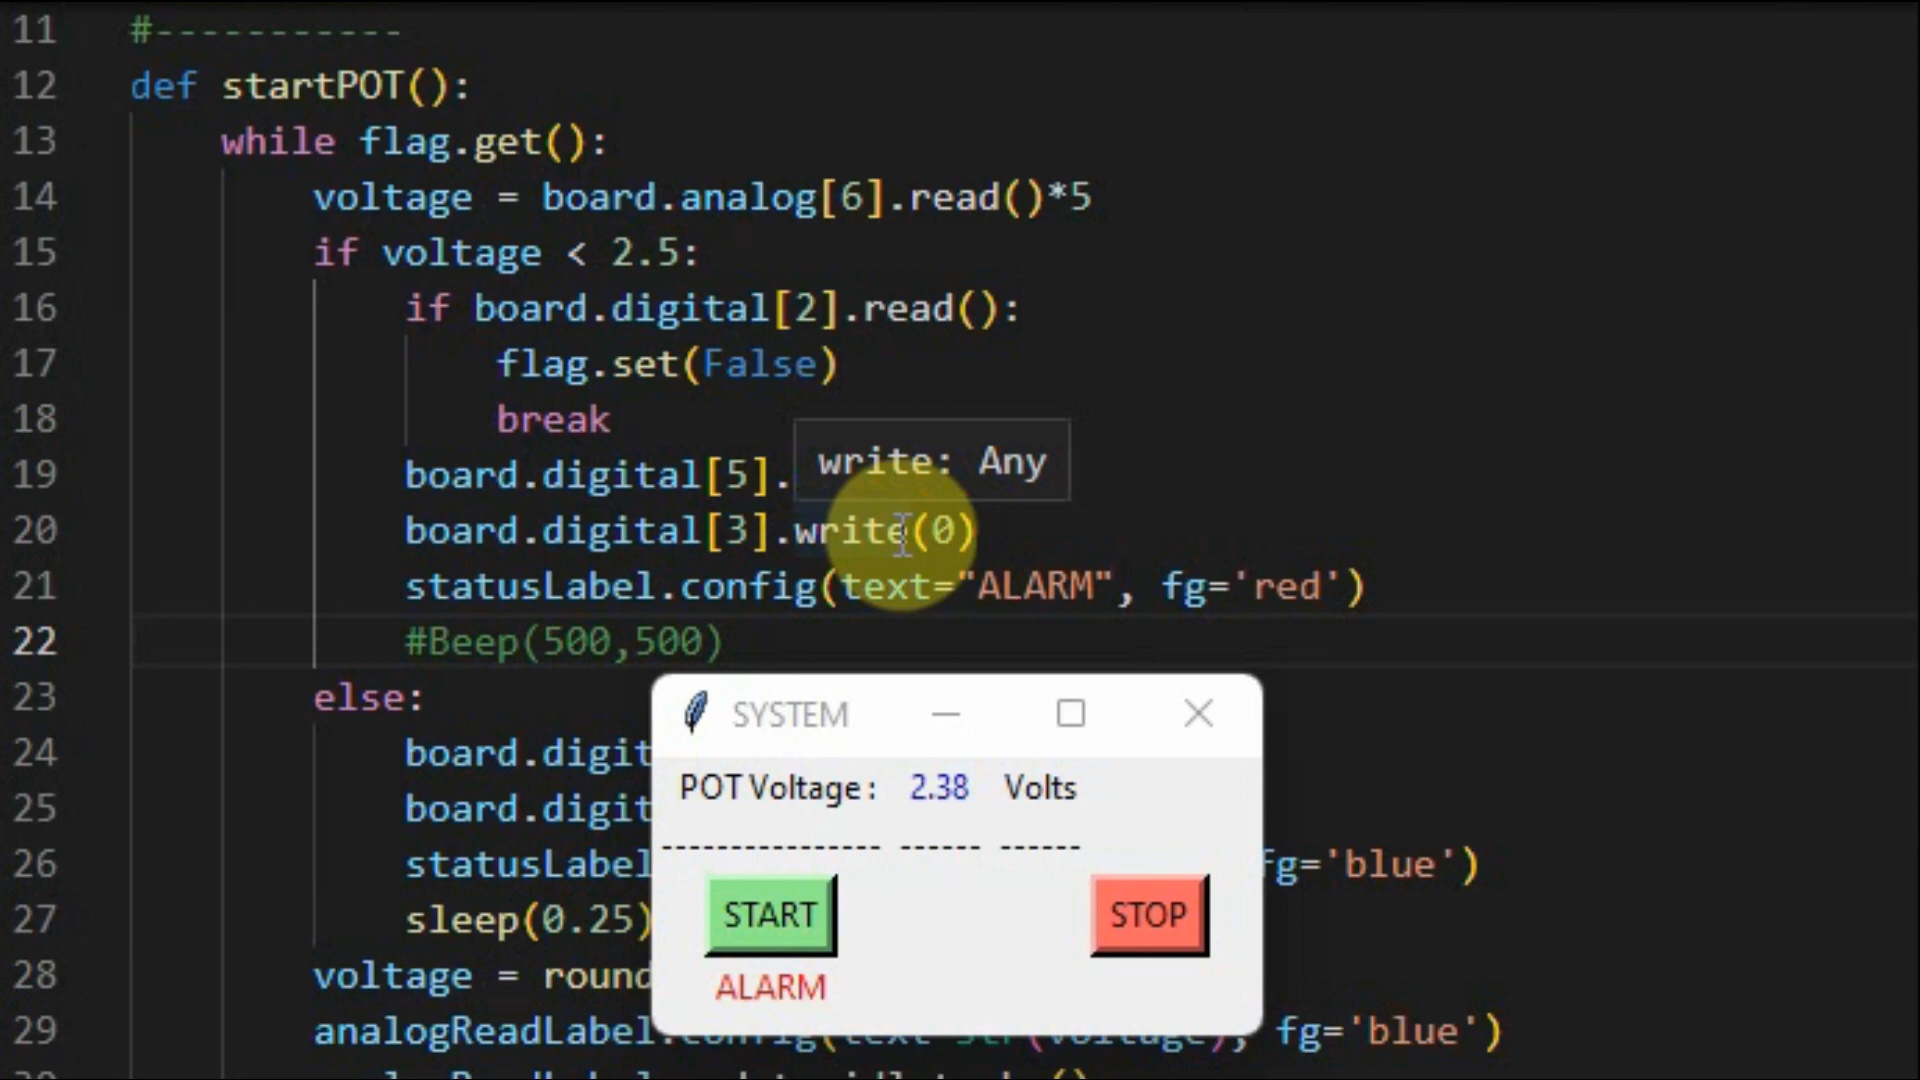 11 #-----------
12 def startPOT():
13 while flag.get():
14 voltage = board.analog[6].read()*5
15 if voltage < 2.5:
16 if board.digital[2].read():
17 flag.set(False)
18 break
write: Any
19 board.digital[5].
20 board.digital[3].write(0)
21 statusLabel.config(text="ALARM", fg='red')
22 #Beep(500,500)
23 else:
SYSTEM
24 board.digit
POT Voltage: 2.38 Volts
25 board.digit
---------------- ------ ------
26 statusLabel fg='blue')
27 sleep(0.25)
START STOP
28 voltage = round
ALARM
29 analogReadLabel.config( voltage), fg='blue')